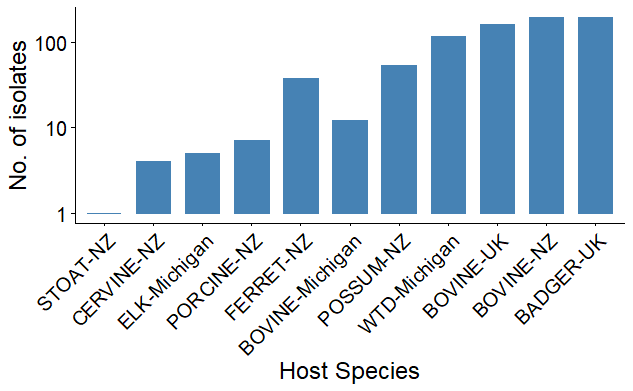 No. of isolates
100
10
1
STOAT-NZ
CERVINE-NZ
ELK-Michigan
PORCINE-NZ
FERRET-NZ
BOVINE-Michigan
POSSUM-NZ
WTD-Michigan
BOVINE-UK
BOVINE-NZ
BADGER-UK
Host Species